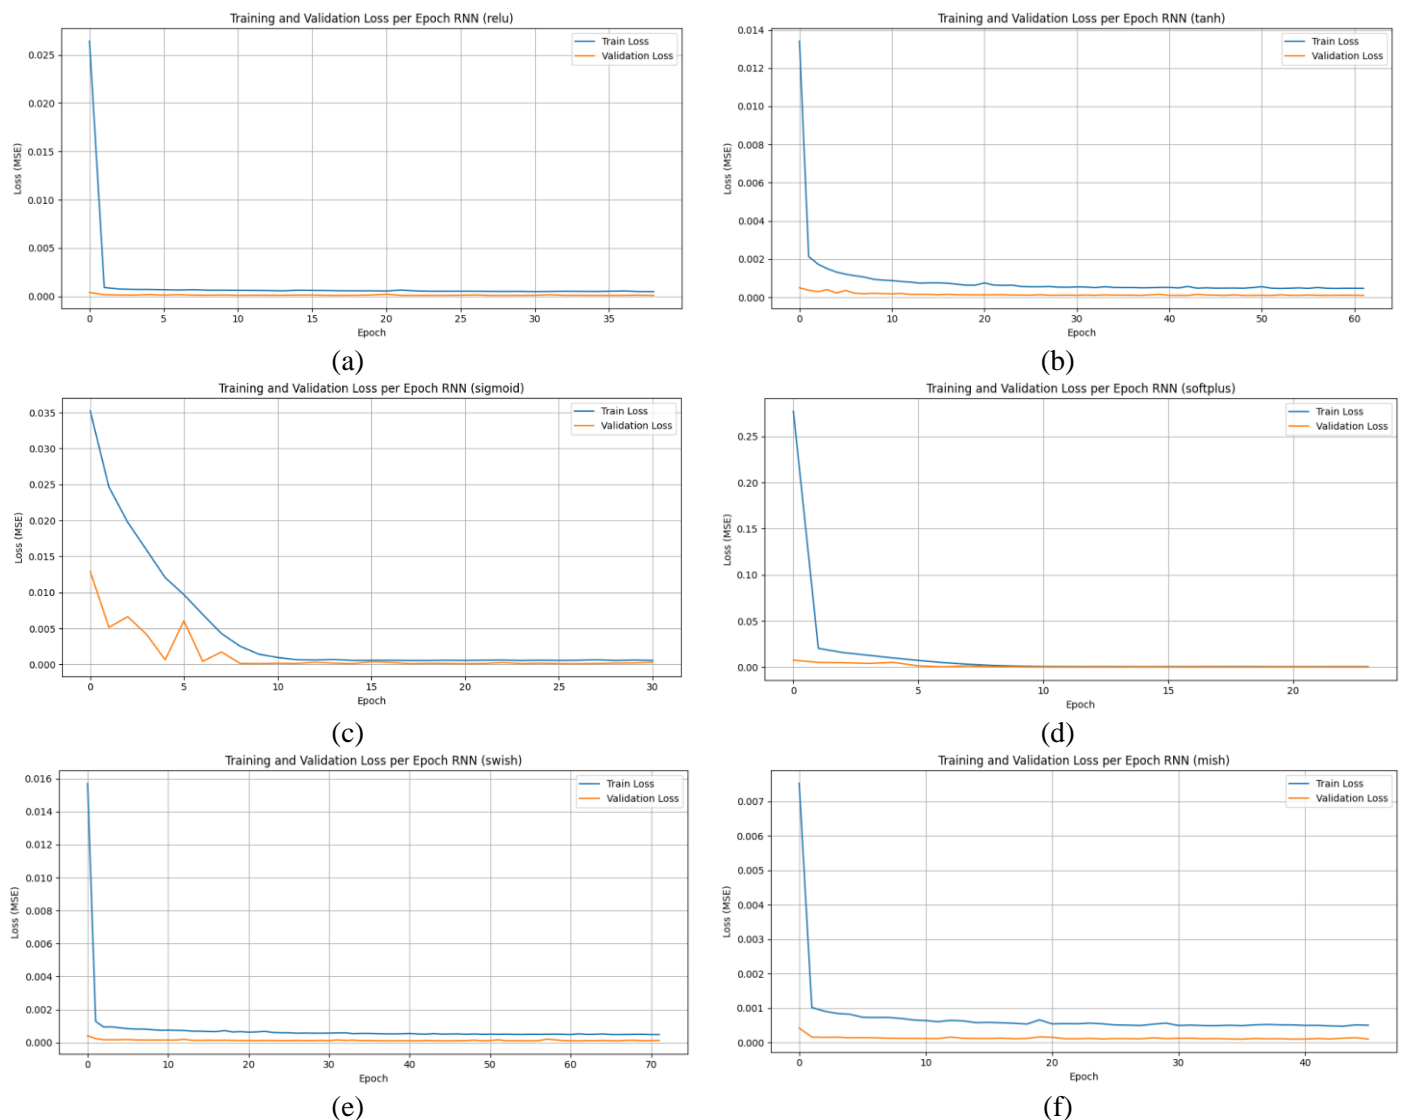 Training and Validation Loss per Epoch RNN (relu)
Train Loss
Validation Loss
0.025
0.020
0.015
0.010
0.005
0.000
Loss (MSE)
0 5 10 15 20 25 30 35
Epoch
(a)
Training and Validation Loss per Epoch RNN (tanh)
Train Loss
Validation Loss
0.014
0.012
0.010
0.008
0.006
0.004
0.002
0.000
Loss (MSE)
0 10 20 30 40 50 60
Epoch
(b)
Training and Validation Loss per Epoch RNN (sigmoid)
Train Loss
Validation Loss
0.035
0.030
0.025
0.020
0.015
0.010
0.005
0.000
Loss (MSE)
0 5 10 15 20 25 30
Epoch
(c)
Training and Validation Loss per Epoch RNN (softplus)
Train Loss
Validation Loss
0.25
0.20
0.15
0.10
0.05
0.00
Loss (MSE)
0 5 10 15 20
Epoch
(d)
Training and Validation Loss per Epoch RNN (swish)
Train Loss
Validation Loss
0.016
0.014
0.012
0.010
0.008
0.006
0.004
0.002
0.000
Loss (MSE)
0 10 20 30 40 50 60 70
Epoch
(e)
Training and Validation Loss per Epoch RNN (mish)
Train Loss
Validation Loss
0.007
0.006
0.005
0.004
0.003
0.002
0.001
0.000
Loss (MSE)
0 10 20 30 40
Epoch
(f)